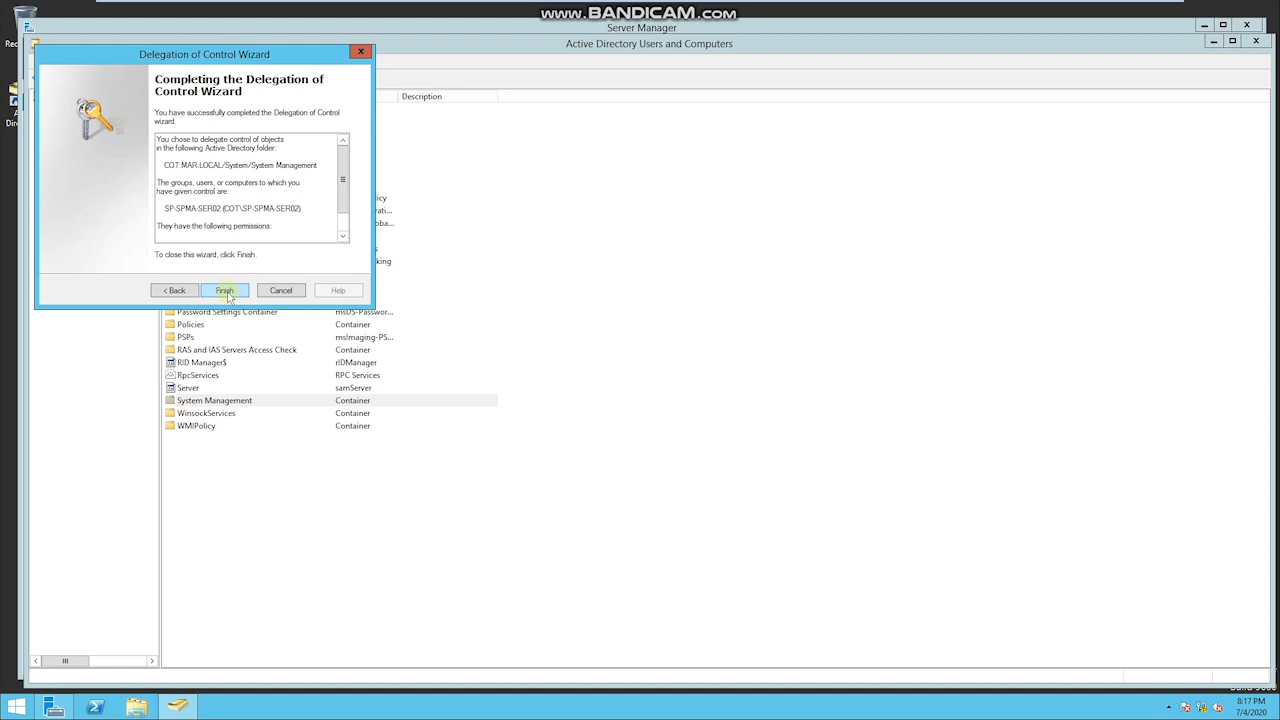 www.BANDICAM.com
Server Manager
Active Directory Users and Computers
Delegation of Control Wizard
Completing the Delegation of
Control Wizard
You have successfully completed the Delegation of Control
wizard.
You chose to delegate control of objects
in the following Active Directory folder:
COT.MAR.LOCAL/System/System Management
The groups, users, or computers to which you
have given control are:
SP-SPMA-SER02 (COT\SP-SPMA-SER02)
They have the following permissions:
To close this wizard, click Finish.
< Back
Finish
Cancel
Help
Description
Password Settings Container msDS-Passwor...
Policies Container
PSPs msImaging-PS...
RAS and IAS Servers Access Check Container
RID Manager$ rIDManager
RpcServices RPC Services
Server samServer
System Management Container
WinsockServices Container
WMIPolicy Container
8:17 PM
7/4/2020